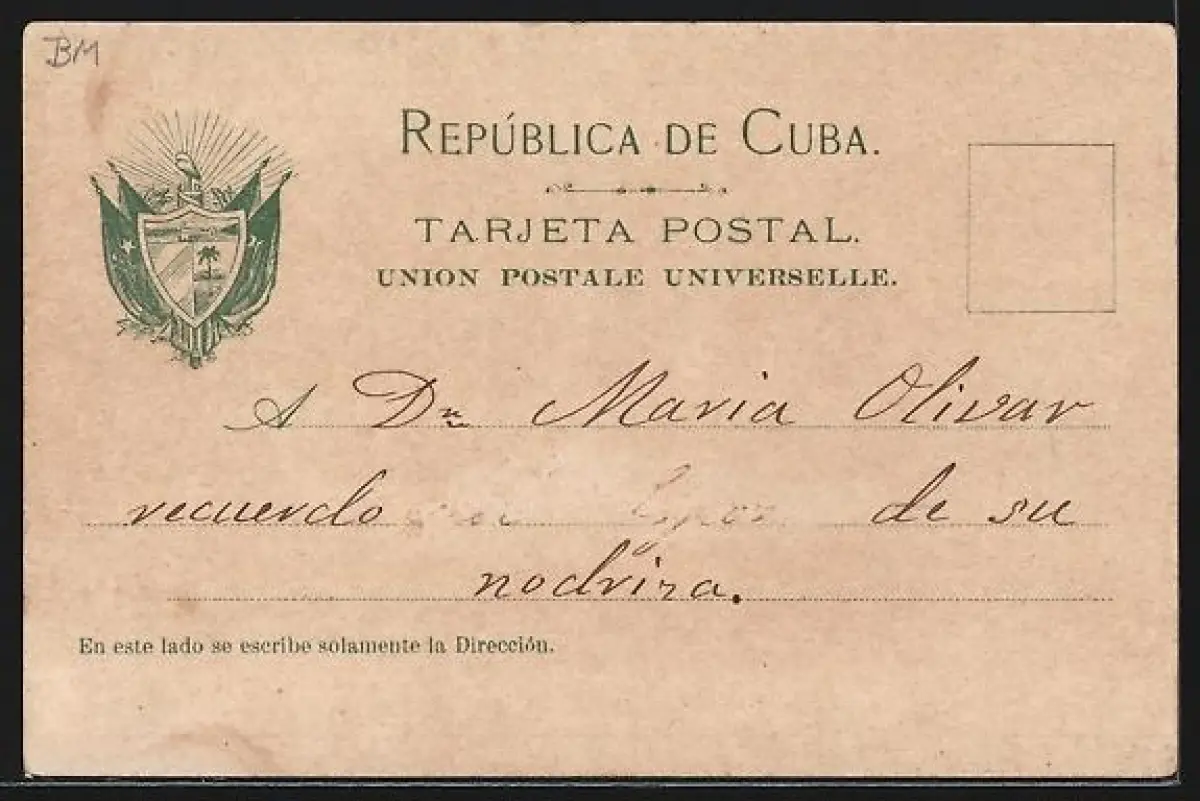 BM
REPÚBLICA DE CUBA.
TARJETA POSTAL.
UNION POSTALE UNIVERSELLE.
A Dn. Maria Olivar
recuerdo de su
nodriza.
En este lado se escribe solamente la Dirección.